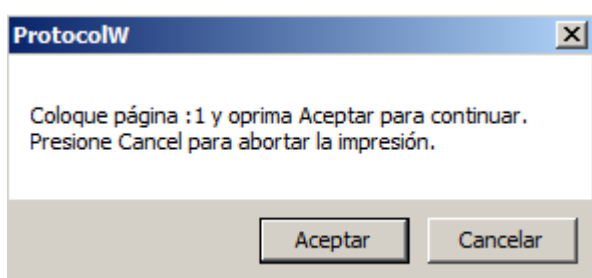 ProtocolW
Coloque página :1 y oprima Aceptar para continuar.
Presione Cancel para abortar la impresión.
Aceptar
Cancelar